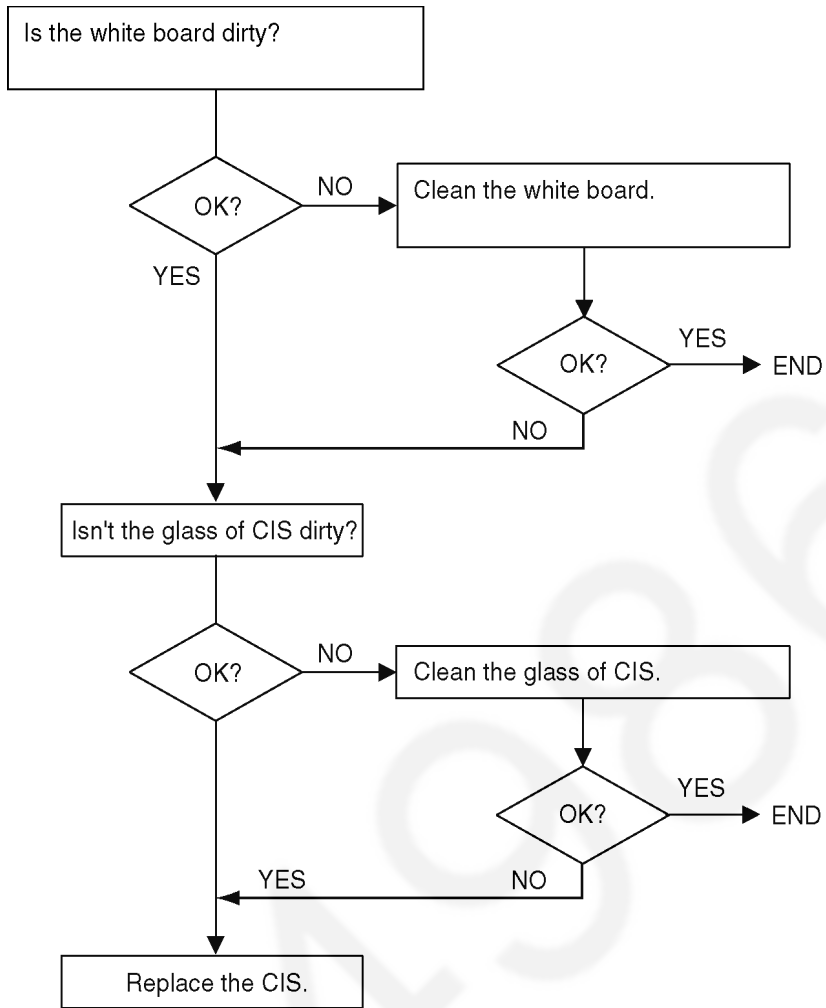 Is the white board dirty?
OK?
NO
Clean the white board.
YES
OK?
YES
END
NO
Isn't the glass of CIS dirty?
OK?
NO
Clean the glass of CIS.
OK?
YES
END
YES
NO
Replace the CIS.